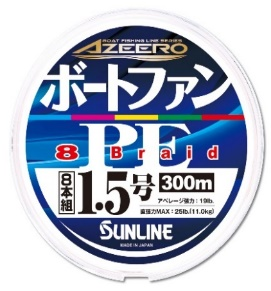 BOAT FISHING LINE SERIES
AZEERO
ボートファン
PE
8 Braid
8本組
1.5号
300m
アベレージ強力:19lb.
直強力MAX:25lb.(11.0kg)
SUNLINE
MADE IN JAPAN